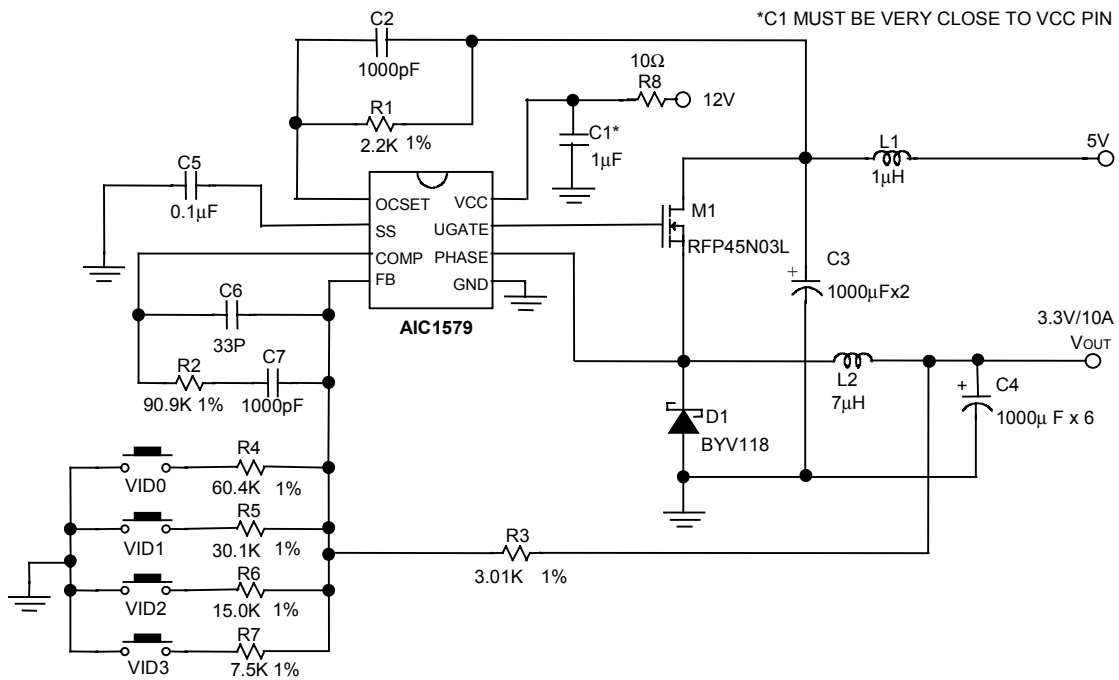 *C1 MUST BE VERY CLOSE TO VCC PIN
C2
1000pF
10Ω
R8
12V
R1
2.2K 1%
C1*
1μF
L1
1μH
5V
C5
0.1μF
OCSET
VCC
SS
UGATE
COMP
PHASE
FB
GND
AIC1579
M1
RFP45N03L
C3
+
1000μFx2
C6
33P
3.3V/10A
VOUT
R2
C7
90.9K 1%
1000pF
L2
7μH
C4
+
1000μ F x 6
D1
BYV118
R4
VID0
60.4K 1%
R5
VID1
30.1K 1%
R3
3.01K 1%
R6
VID2
15.0K 1%
R7
VID3
7.5K 1%